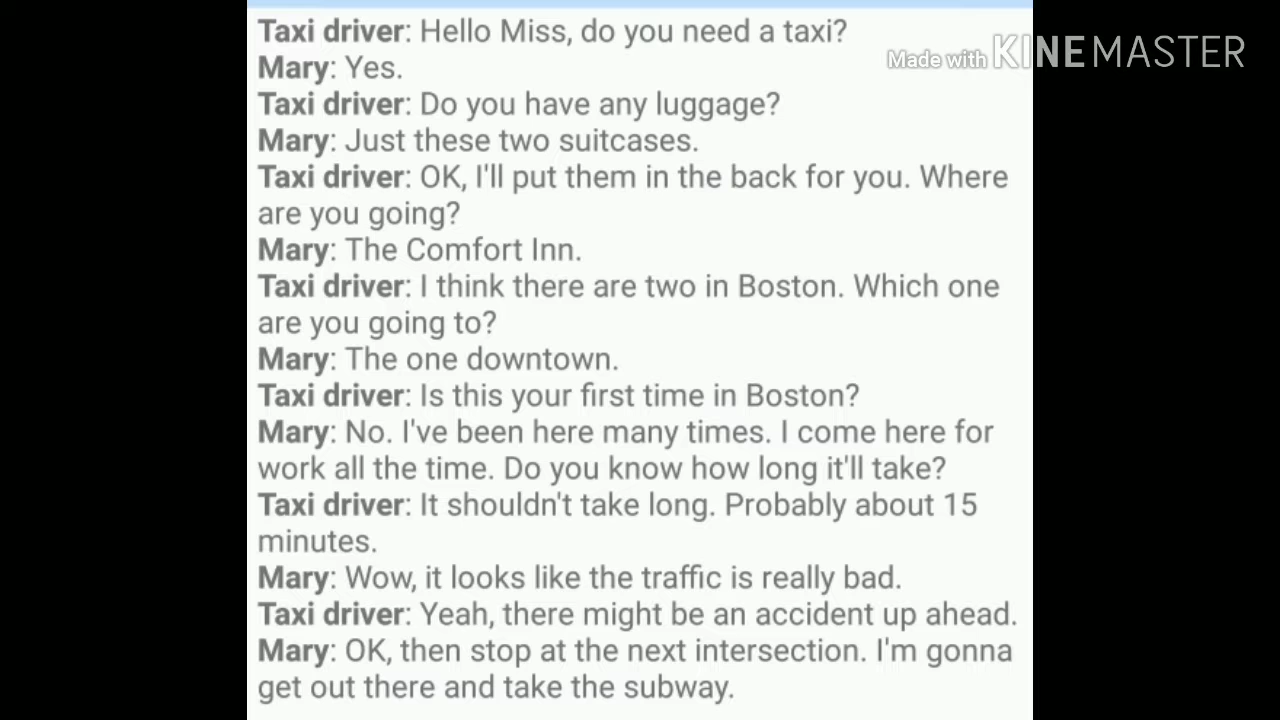 Taxi driver: Hello Miss, do you need a taxi?
Made with KINEMASTER
Mary: Yes.
Taxi driver: Do you have any luggage?
Mary: Just these two suitcases.
Taxi driver: OK, I'll put them in the back for you. Where
are you going?
Mary: The Comfort Inn.
Taxi driver: I think there are two in Boston. Which one
are you going to?
Mary: The one downtown.
Taxi driver: Is this your first time in Boston?
Mary: No. I've been here many times. I come here for
work all the time. Do you know how long it'll take?
Taxi driver: It shouldn't take long. Probably about 15
minutes.
Mary: Wow, it looks like the traffic is really bad.
Taxi driver: Yeah, there might be an accident up ahead.
Mary: OK, then stop at the next intersection. I'm gonna
get out there and take the subway.